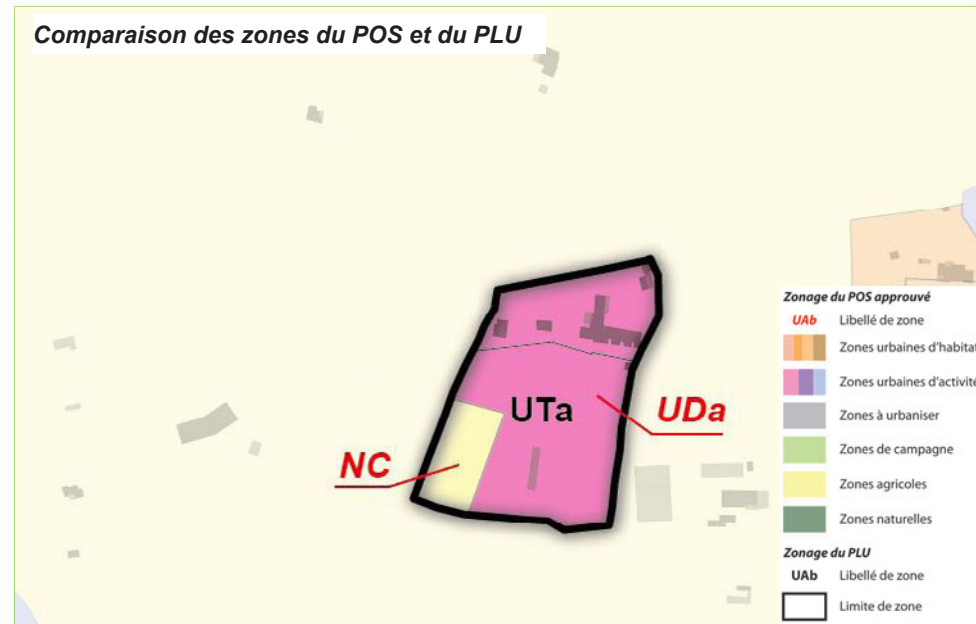 Comparaison des zones du POS et du PLU
UTa
UDa
NC
Zonage du POS approuvé
UAb Libellé de zone
Zones urbaines d'habitat
Zones urbaines d'activité
Zones à urbaniser
Zones de campagne
Zones agricoles
Zones naturelles
Zonage du PLU
UAb Libellé de zone
Limite de zone